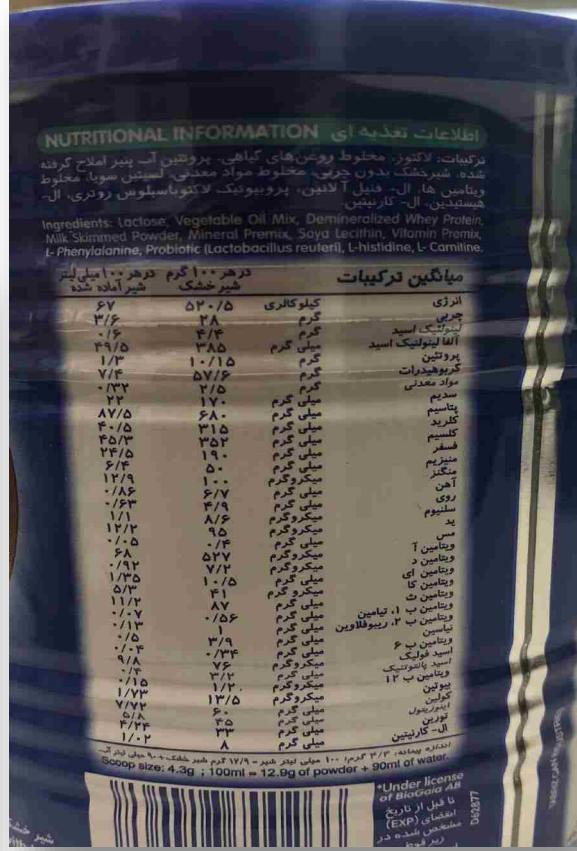 NUTRITIONAL INFORMATION اطلاعات تغذیه ای
ترکیبات: لاکتوز، مخلوط روغن‌های گیاهی، پروتئین آب پنیر املاح گرفته
شده، شیرخشک بدون چربی، مخلوط مواد معدنی، لسیتین سویا، مخلوط
ویتامین ها، ال- فنیل آلانین، پروبیوتیک لاکتوباسیلوس روتری، ال-
هیستیدین، ال- کارنیتین.
Ingredients: Lactose, Vegetable Oil Mix, Demineralized Whey Protein,
Milk Skimmed Powder, Mineral Premix, Soya Lecithin, Vitamin Premix,
L- Phenylalanine, Probiotic (Lactobacillus reuteri), L-histidine, L- Carnitine.
میانگین ترکیبات در هر ۱۰۰ گرم شیر خشک در هر ۱۰۰ میلی لیتر شیر آماده شده
انرژی کیلو کالری ۵۲۰/۵ ۶۷
چربی گرم ۲۸ ۳/۶
لینولئیک اسید گرم ۴/۴ ۰/۶
آلفا لینولنیک اسید میلی گرم ۳۸۵ ۴۹/۵
پروتئین گرم ۱۰/۱۵ ۱/۳
کربوهیدرات گرم ۵۷/۶ ۷/۴
مواد معدنی گرم ۲/۵ ۰/۳۲
سدیم میلی گرم ۱۷۰ ۲۲
پتاسیم میلی گرم ۶۸۰ ۸۷/۵
کلرید میلی گرم ۳۱۵ ۴۰/۵
کلسیم میلی گرم ۳۵۲ ۴۵/۳
فسفر میلی گرم ۱۹۰ ۲۴/۵
منیزیم میلی گرم ۵۰ ۶/۴
منگنز میکروگرم ۱۰۰ ۱۲/۹
آهن میلی گرم ۶/۷ ۰/۸۶
روی میلی گرم ۴/۹ ۰/۶۳
سلنیوم میکروگرم ۸/۶ ۱/۱
ید میکروگرم ۹۵ ۱۲/۲
مس میلی گرم ۰/۴ ۰/۰۵
ویتامین آ میکروگرم ۵۲۷ ۶۸
ویتامین د میکروگرم ۷/۲ ۰/۹۲
ویتامین ای میلی گرم ۱۰/۵ ۱/۳۵
ویتامین کا میکرو گرم ۴۱ ۵/۳
ویتامین ث میلی گرم ۸۷ ۱۱/۲
ویتامین ب ۱، تیامین میلی گرم ۰/۵۶ ۰/۰۷
ویتامین ب ۲، ریبوفلاوین میلی گرم ۱ ۰/۱۳
نیاسین میلی گرم ۳/۹ ۰/۵
ویتامین ب ۶ میلی گرم ۰/۳۴ ۰/۰۴
اسید فولیک میکروگرم ۷۶ ۹/۸
اسید پانتوتنیک میلی گرم ۳/۲ ۰/۴
ویتامین ب ۱۲ میکروگرم ۱/۲ ۰/۱۵
بیوتین میکروگرم ۱۳/۵ ۱/۷۳
کولین میلی گرم ۶۰ ۷/۷۲
اینوزیتول میلی گرم ۴۵ ۵/۸
تورین میلی گرم ۳۳ ۴/۲۴
ال- کارنیتین میلی گرم ۸ ۱/۰۲
Scoop size: 4.3g ; 100ml = 12.9g of powder + 90ml of water.
*Under license
of BioGaia AB
تا قبل از تاریخ
انقضای (EXP)
مشخص شده در
زیر قوطی
D62877
شیر خشک